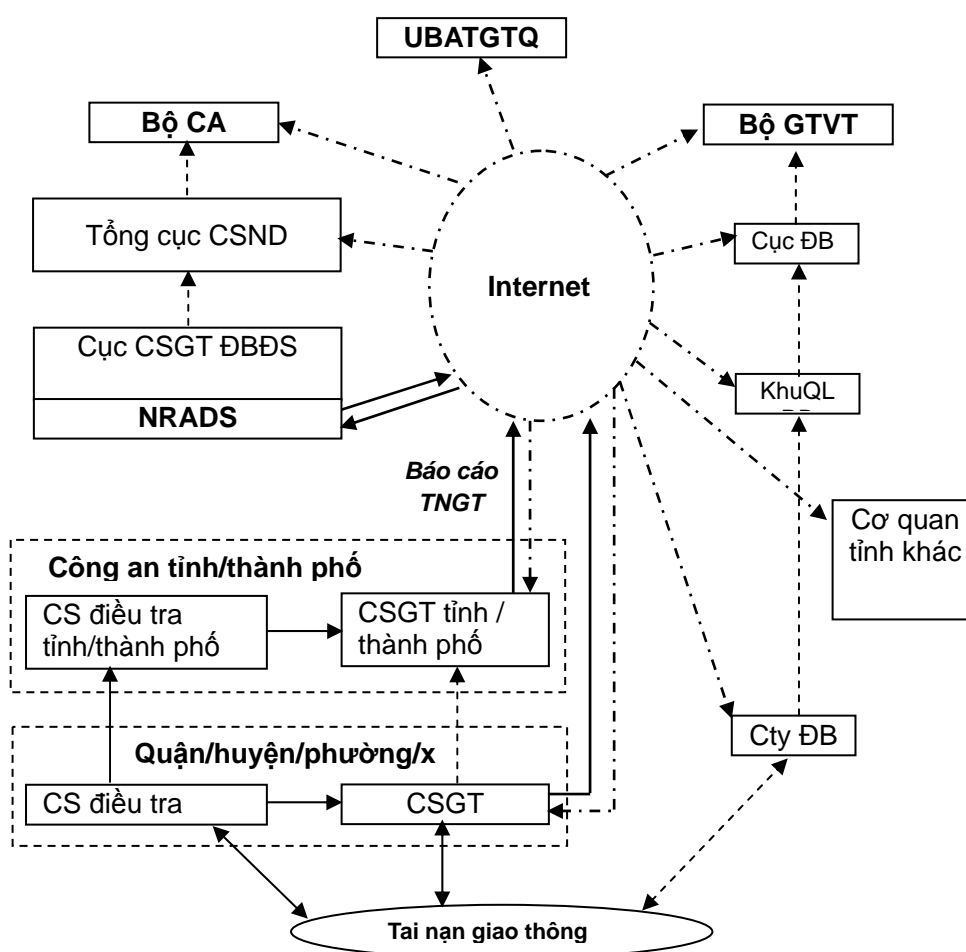 UBATGTQ
Bộ CA
Bộ GTVT
Tổng cục CSND
Cục ĐB
Internet
Cục CSGT ĐBĐS
KhuQL
NRADS
Báo cáo
TNGT
Cơ quan
tỉnh khác
Công an tỉnh/thành phố
CS điều tra
tỉnh/thành phố
CSGT tỉnh /
thành phố
Cty ĐB
Quận/huyện/phường/x
CS điều tra
CSGT
Tai nạn giao thông